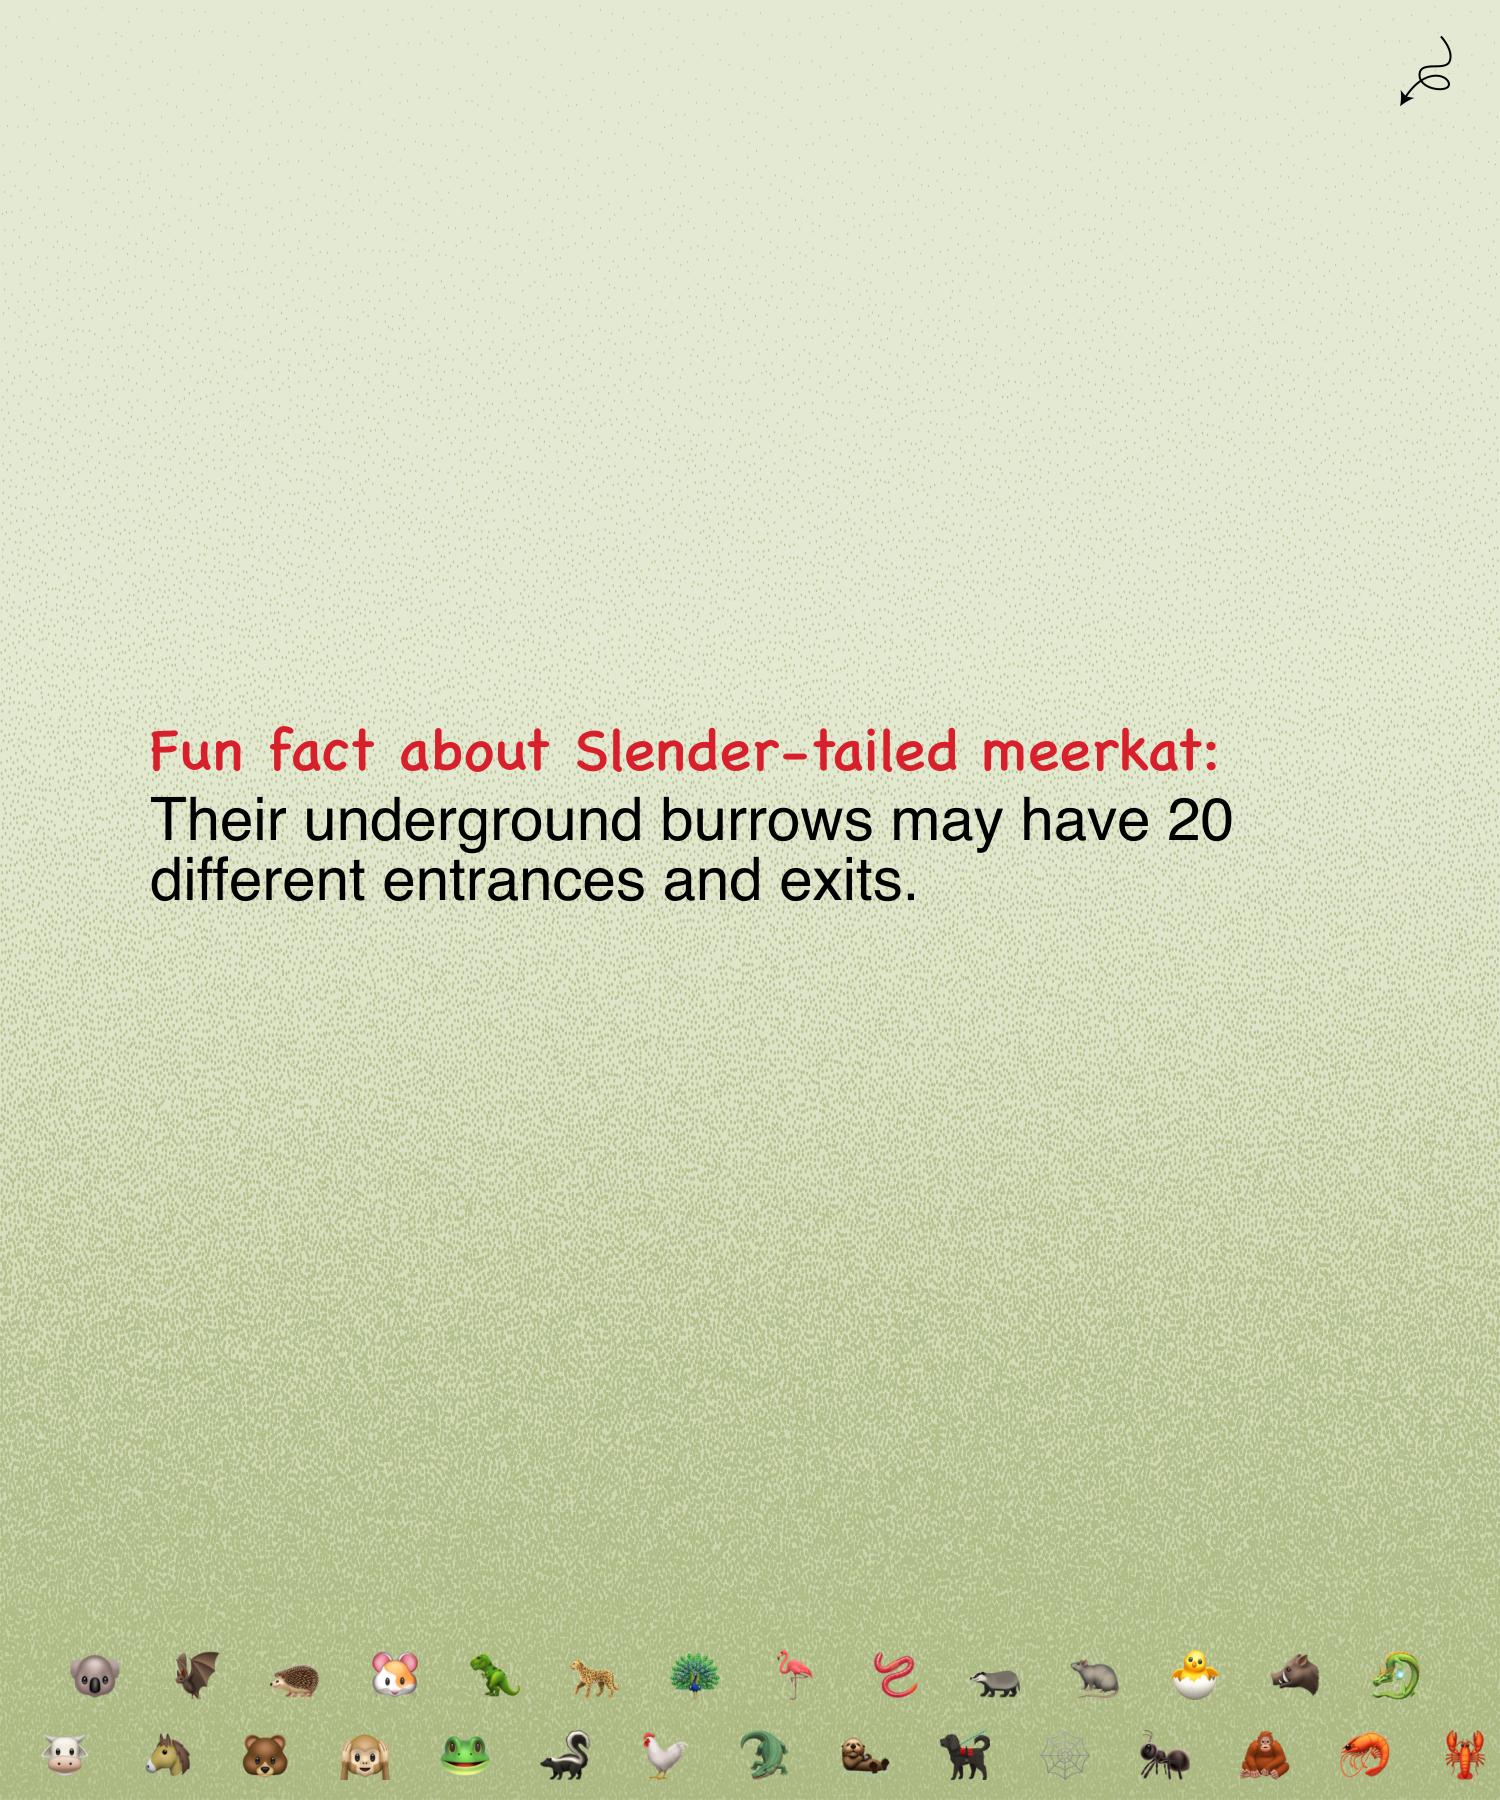 Fun fact about Slender-tailed meerkat:
Their underground burrows may have 20
different entrances and exits.